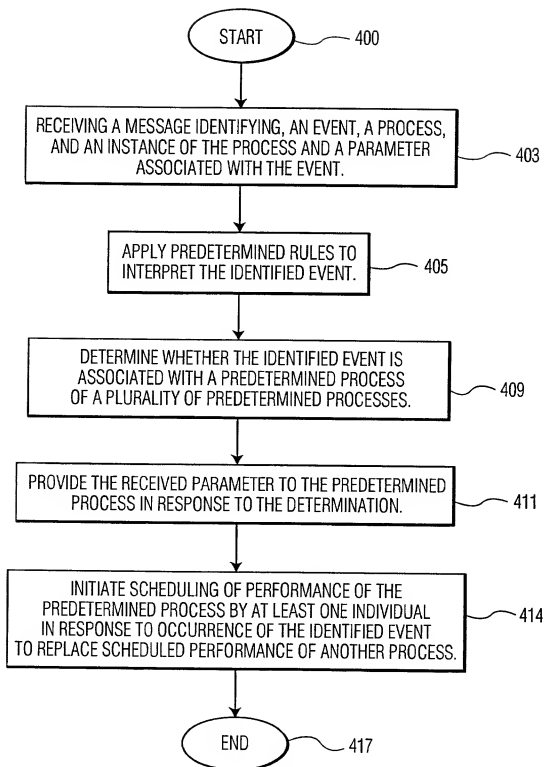 START
400
RECEIVING A MESSAGE IDENTIFYING, AN EVENT, A PROCESS,
AND AN INSTANCE OF THE PROCESS AND A PARAMETER
ASSOCIATED WITH THE EVENT.
403
APPLY PREDETERMINED RULES TO
INTERPRET THE IDENTIFIED EVENT.
405
DETERMINE WHETHER THE IDENTIFIED EVENT IS
ASSOCIATED WITH A PREDETERMINED PROCESS
OF A PLURALITY OF PREDETERMINED PROCESSES.
409
PROVIDE THE RECEIVED PARAMETER TO THE PREDETERMINED
PROCESS IN RESPONSE TO THE DETERMINATION.
411
INITIATE SCHEDULING OF PERFORMANCE OF THE
PREDETERMINED PROCESS BY AT LEAST ONE INDIVIDUAL
IN RESPONSE TO OCCURRENCE OF THE IDENTIFIED EVENT
TO REPLACE SCHEDULED PERFORMANCE OF ANOTHER PROCESS.
414
END
417